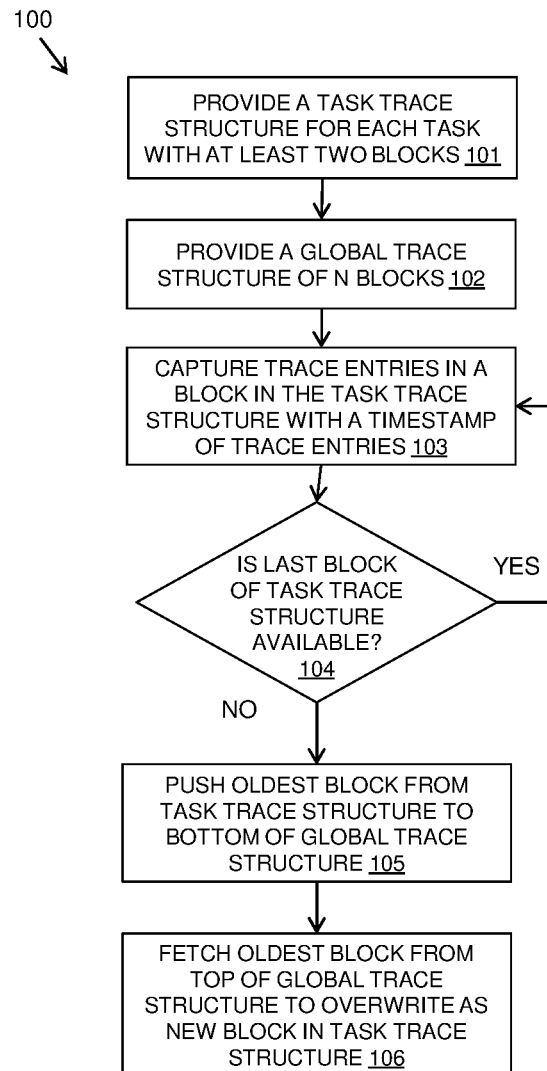 100
PROVIDE A TASK TRACE
STRUCTURE FOR EACH TASK
WITH AT LEAST TWO BLOCKS 101
PROVIDE A GLOBAL TRACE
STRUCTURE OF N BLOCKS 102
CAPTURE TRACE ENTRIES IN A
BLOCK IN THE TASK TRACE
STRUCTURE WITH A TIMESTAMP
OF TRACE ENTRIES 103
IS LAST BLOCK
OF TASK TRACE
STRUCTURE
AVAILABLE?
104
YES
NO
PUSH OLDEST BLOCK FROM
TASK TRACE STRUCTURE TO
BOTTOM OF GLOBAL TRACE
STRUCTURE 105
FETCH OLDEST BLOCK FROM
TOP OF GLOBAL TRACE
STRUCTURE TO OVERWRITE AS
NEW BLOCK IN TASK TRACE
STRUCTURE 106